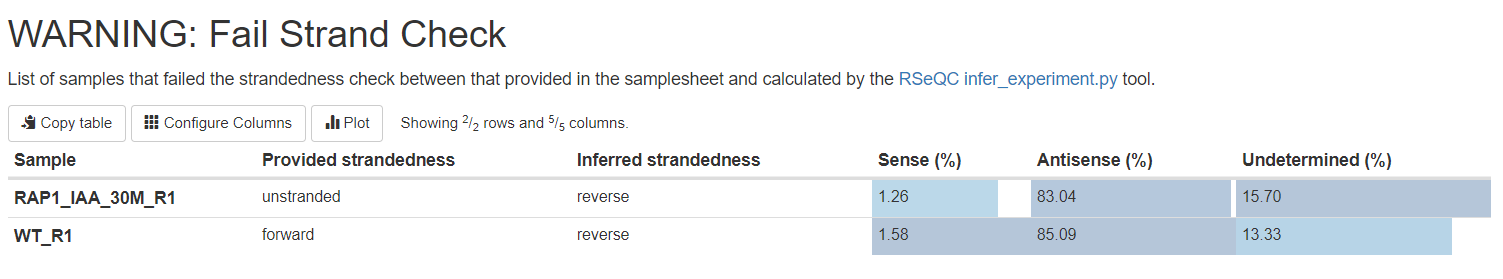 WARNING: Fail Strand Check
List of samples that failed the strandedness check between that provided in the samplesheet and calculated by the RSeQC infer_experiment.py tool.
Copy table Configure Columns Plot Showing 2/2 rows and 5/5 columns.
Sample Provided strandedness Inferred strandedness Sense (%) Antisense (%) Undetermined (%)
RAP1_IAA_30M_R1 unstranded reverse 1.26 83.04 15.70
WT_R1 forward reverse 1.58 85.09 13.33